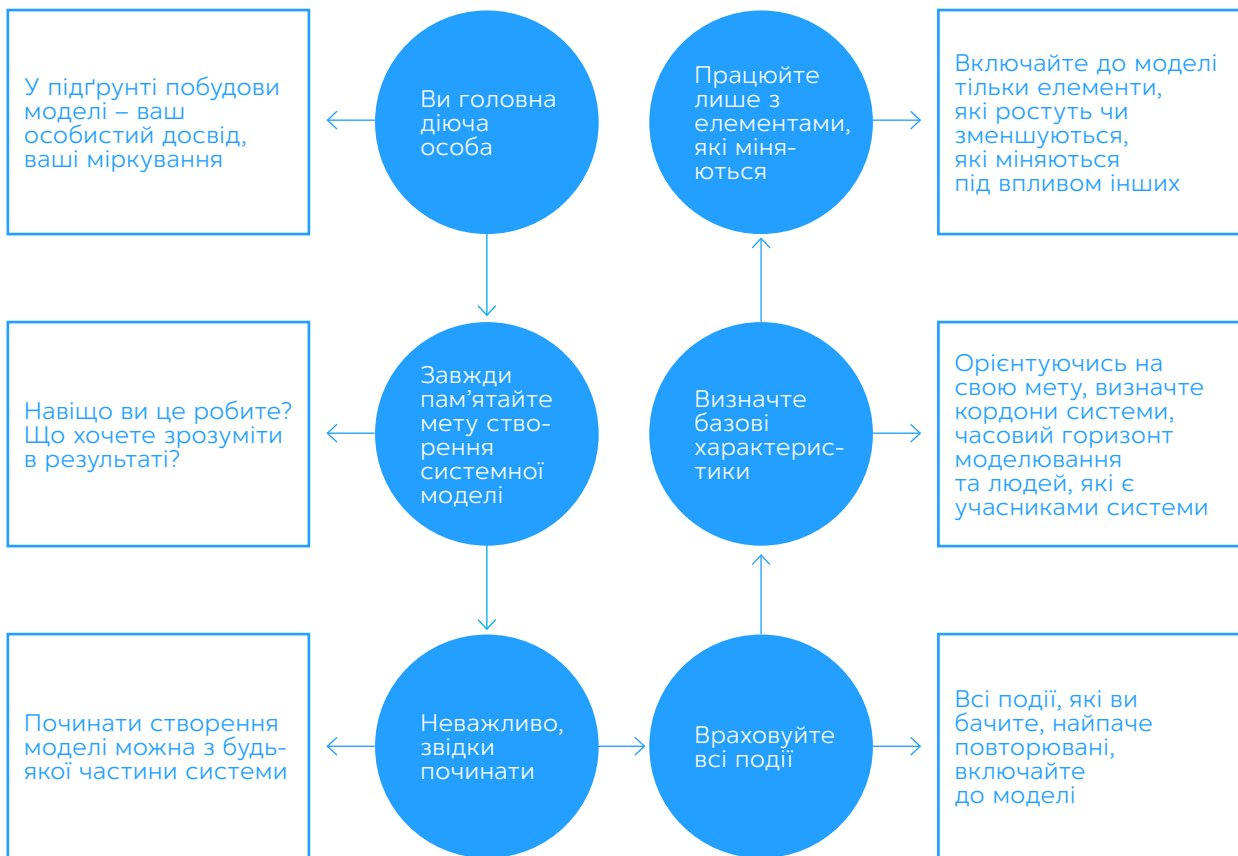 У підґрунті побудови
моделі – ваш
особистий досвід,
ваші міркування
Ви головна
діюча
особа
Працюйте
лише з
елементами,
які міня-
ються
Включайте до моделі
тільки елементи,
які ростуть чи
зменшуються,
які міняються
під впливом інших
Навіщо ви це робите?
Що хочете зрозуміти
в результаті?
Завжди
пам’ятайте
мету ство-
рення
системної
моделі
Визначте
базові
характерис-
тики
Орієнтуючись на
свою мету, визначте
кордони системи,
часовий горизонт
моделювання
та людей, які є
учасниками системи
Починати створення
моделі можна з будь-
якої частини системи
Неважливо,
звідки
починати
Враховуйте
всі події
Всі події, які ви
бачите, найпаче
повторювані,
включайте
до моделі